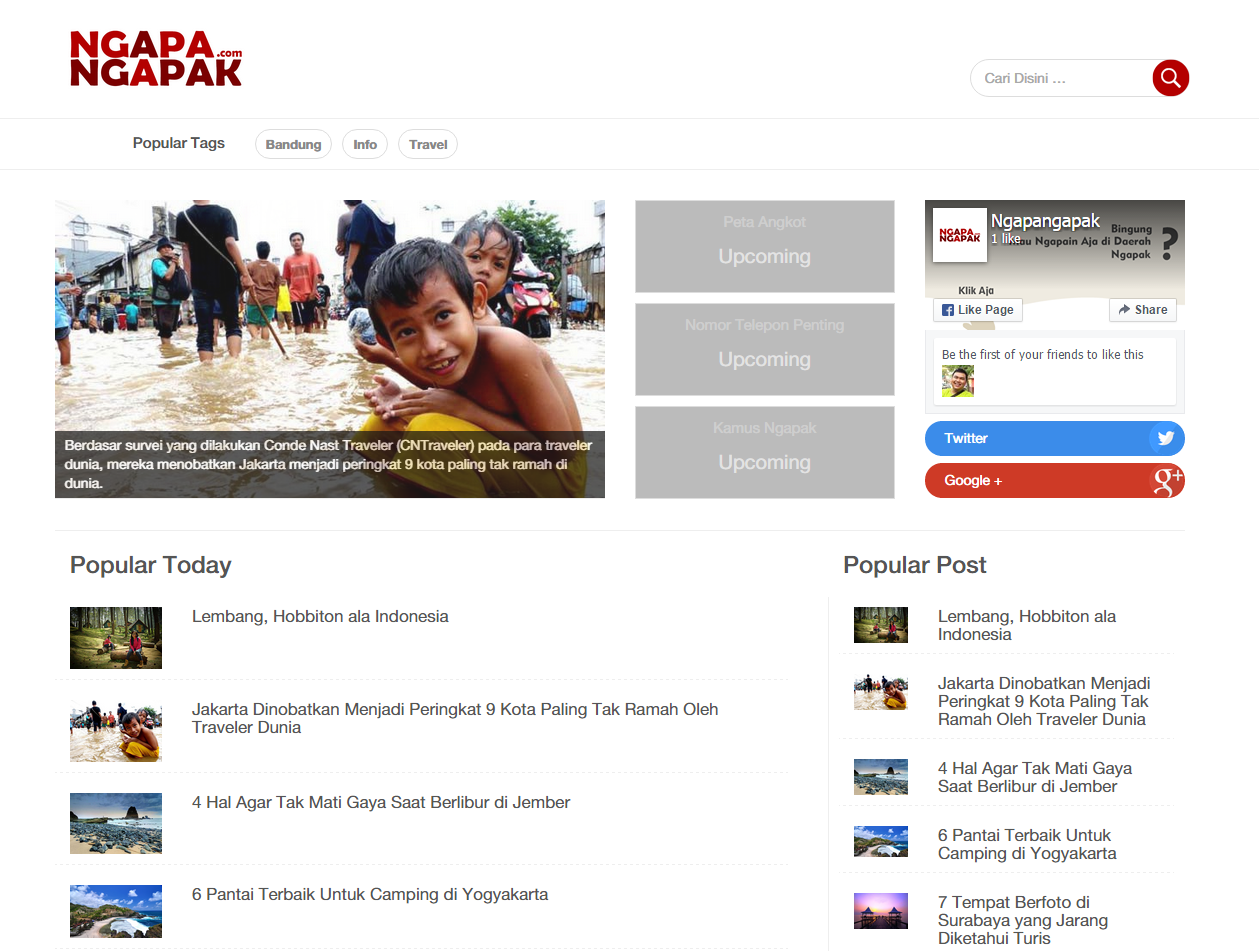 NGAPA
.com
NGAPAK
Cari Disini ...
Popular Tags
Bandung
Info
Travel
Berdasar survei yang dilakukan Conde Nast Traveler (CNTraveler) pada para traveler
dunia, mereka menobatkan Jakarta menjadi peringkat 9 kota paling tak ramah di
dunia.
Peta Angkot
Upcoming
Nomor Telepon Penting
Upcoming
Kamus Ngapak
Upcoming
NGAPA
NGAPAK
Ngapangapak
1 like
Bingung
Mau Ngapain Aja di Daerah
Ngapak
?
Klik Aja
Like Page
Share
Be the first of your friends to like this
Twitter
Google +
g+
Popular Today
Lembang, Hobbiton ala Indonesia
Jakarta Dinobatkan Menjadi Peringkat 9 Kota Paling Tak Ramah Oleh
Traveler Dunia
4 Hal Agar Tak Mati Gaya Saat Berlibur di Jember
6 Pantai Terbaik Untuk Camping di Yogyakarta
Popular Post
Lembang, Hobbiton ala
Indonesia
Jakarta Dinobatkan Menjadi
Peringkat 9 Kota Paling Tak
Ramah Oleh Traveler Dunia
4 Hal Agar Tak Mati Gaya
Saat Berlibur di Jember
6 Pantai Terbaik Untuk
Camping di Yogyakarta
7 Tempat Berfoto di
Surabaya yang Jarang
Diketahui Turis